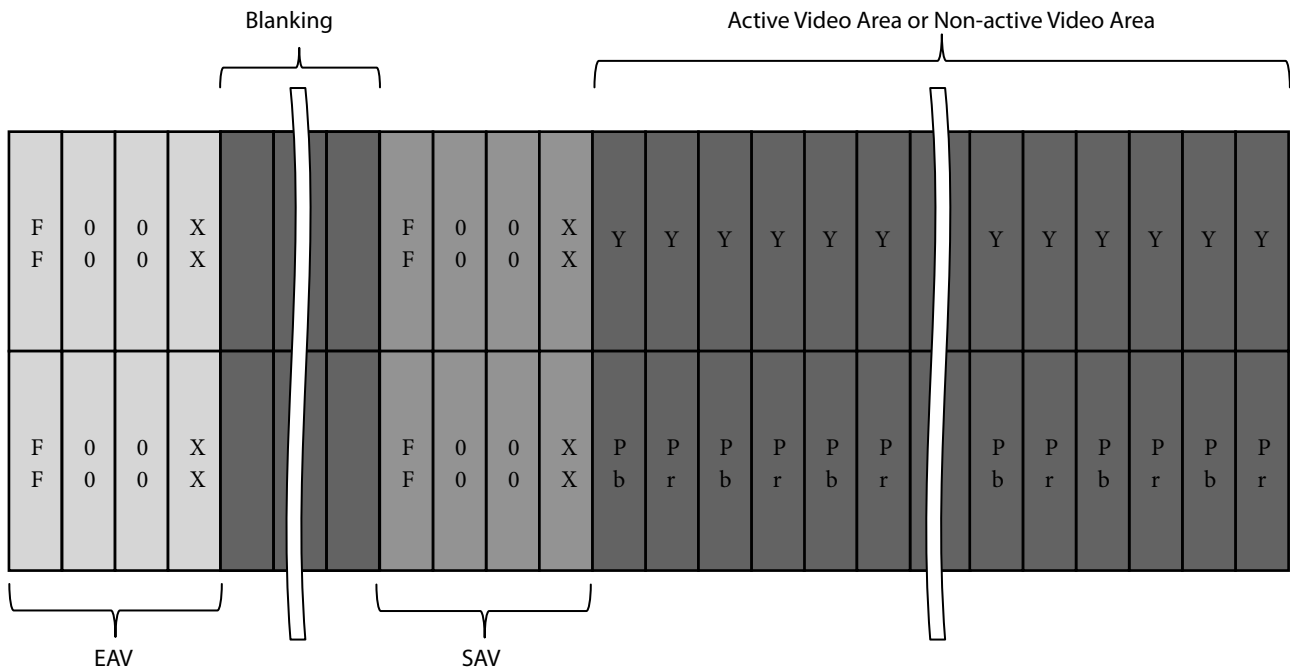 Blanking
Active Video Area or Non-active Video Area
F 0 0 X F 0 0 X Y Y Y Y Y Y Y Y Y Y Y Y
F 0 0 X F 0 0 X
F 0 0 X F 0 0 X P P P P P P P P P P P P
F 0 0 X F 0 0 X b r b r b r b r b r b r
EAV
SAV